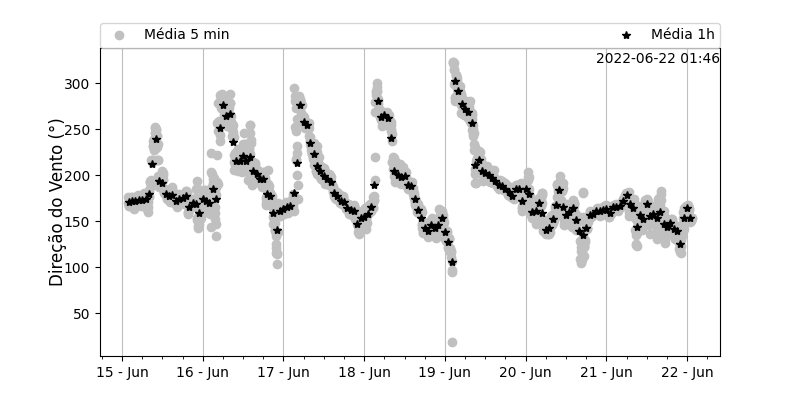 Média 5 min
Média 1h
2022-06-22 01:46
Direção do Vento (°)
300
250
200
150
100
50
15 - Jun
16 - Jun
17 - Jun
18 - Jun
19 - Jun
20 - Jun
21 - Jun
22 - Jun